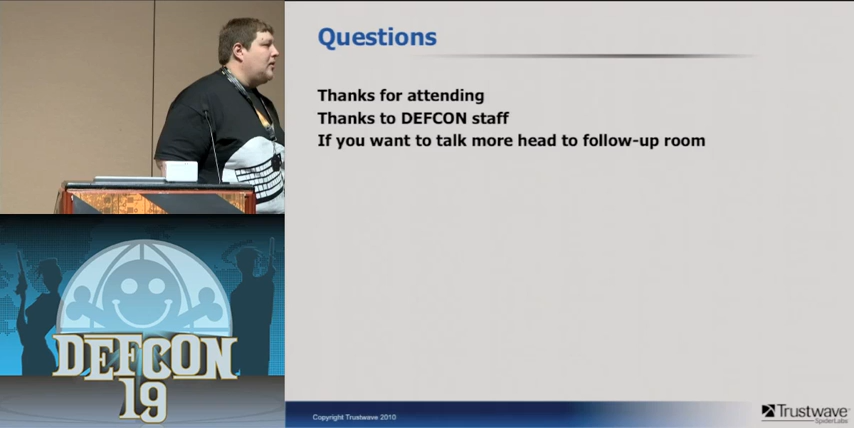 Questions
Thanks for attending
Thanks to DEFCON staff
If you want to talk more head to follow-up room
DEFCON
19
Copyright Trustwave 2010
Trustwave
SpiderLabs